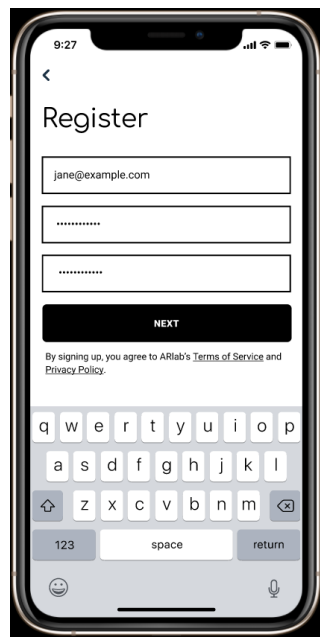 9:27
Register
jane@example.com
••••••••••••
••••••••••••
NEXT
By signing up, you agree to ARlab's Terms of Service and
Privacy Policy.
q w e r t y u i o p
a s d f g h j k l
z x c v b n m
123 space return